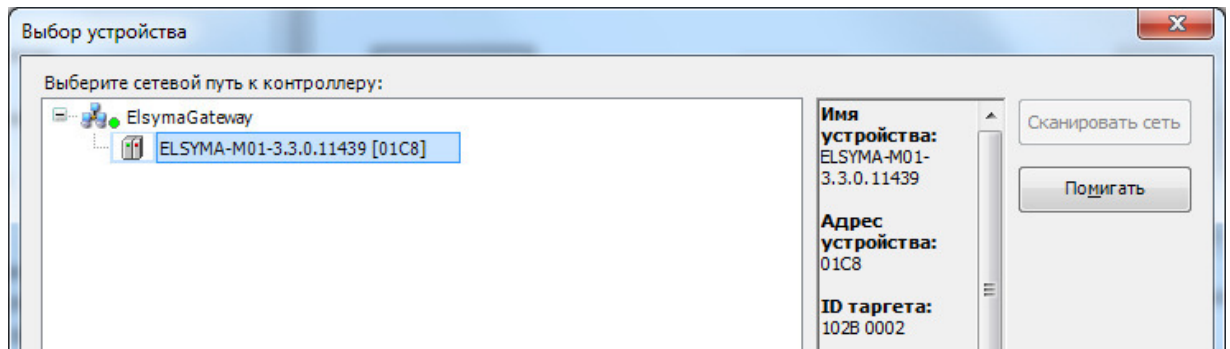 Выбор устройства
Выберите сетевой путь к контроллеру:
ElsymaGateway
ELSYMA-M01-3.3.0.11439 [01C8]
Имя
устройства:
ELSYMA-M01-
3.3.0.11439
Адрес
устройства:
01C8
ID таргета:
102B 0002
Сканировать сеть
Помигать